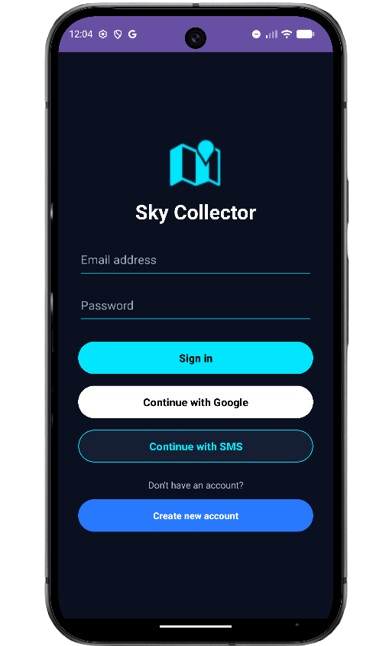 12:04
Sky Collector
Email address
Password
Sign in
Continue with Google
Continue with SMS
Don't have an account?
Create new account